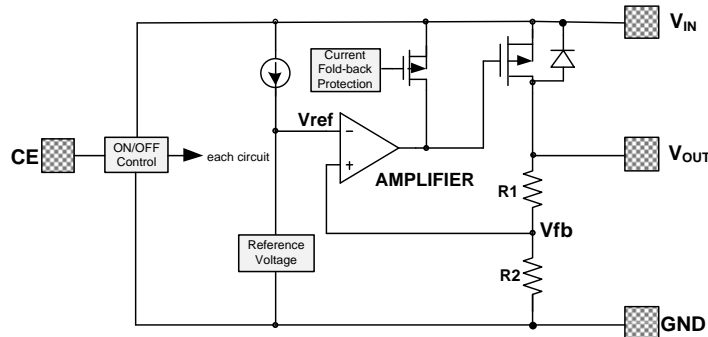 V_IN
Current
Fold-back
Protection
Vref
−
+
AMPLIFIER
CE
ON/OFF
Control
each circuit
V_OUT
R1
Vfb
Reference
Voltage
R2
GND